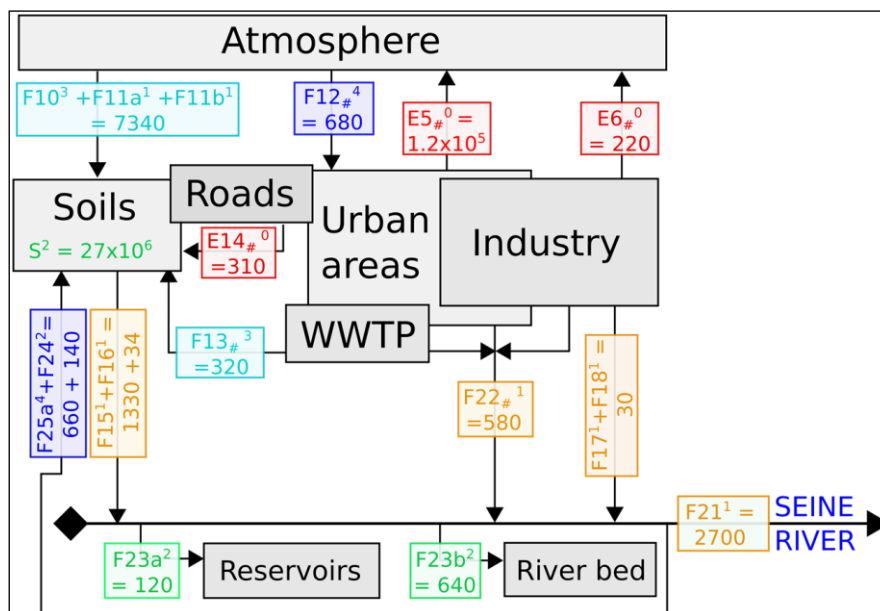 Atmosphere
F10³ +F11a¹ +F11b¹
= 7340
F12#⁴
= 680
E5#⁰ =
1.2x10⁵
E6#⁰
= 220
Soils
S² = 27x10⁶
Roads
E14#⁰
=310
Urban
areas
Industry
WWTP
F13#³
=320
F25a⁴+F24²=
660 + 140
F15¹+F16¹ =
1330 +34
F22#¹
=580
F17¹+F18¹ =
30
F21¹ =
2700
SEINE
RIVER
F23a²
= 120
Reservoirs
F23b²
= 640
River bed